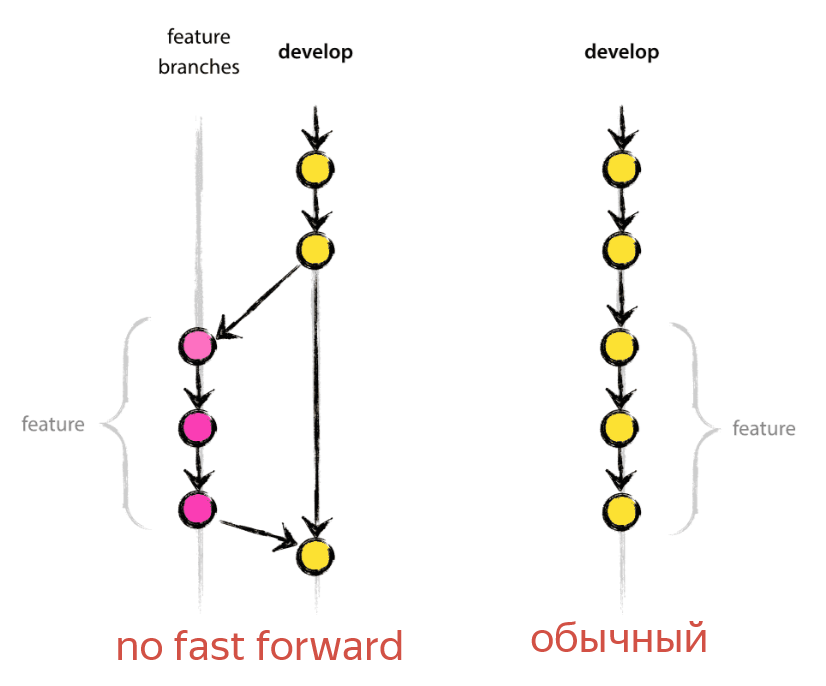 feature
branches
develop
develop
feature
feature
no fast forward
обычный